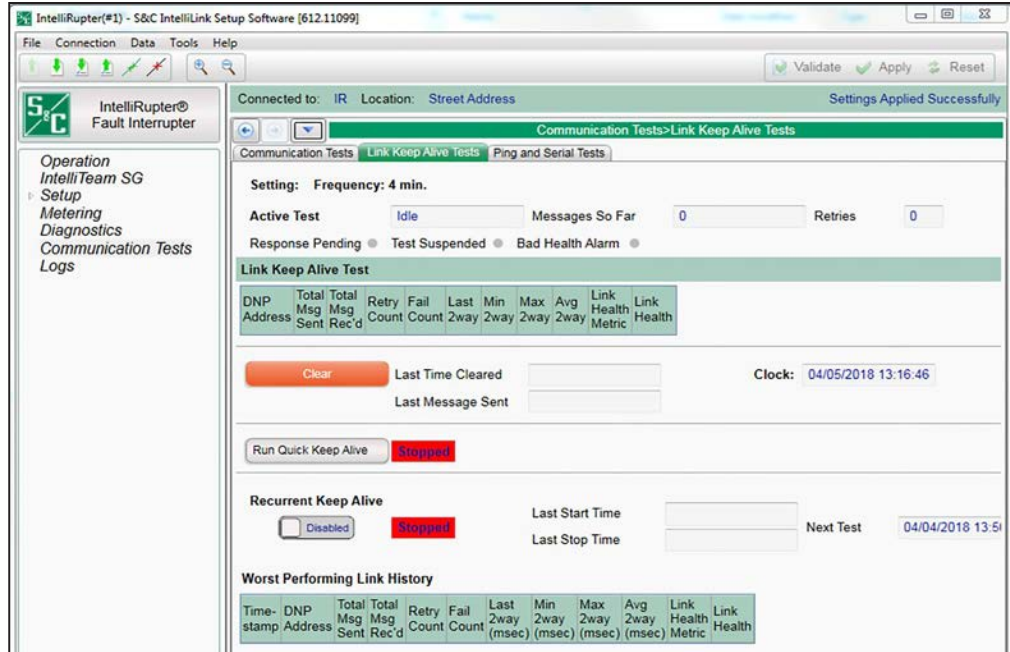 IntelliRupter(#1) - S&C IntelliLink Setup Software [612.11099]
File Connection Data Tools Help
Validate Apply Reset
S&C
IntelliRupter®
Fault Interrupter
Operation
IntelliTeam SG
Setup
Metering
Diagnostics
Communication Tests
Logs
Connected to: IR Location: Street Address Settings Applied Successfully
Communication Tests>Link Keep Alive Tests
Communication Tests Link Keep Alive Tests Ping and Serial Tests
Setting: Frequency: 4 min.
Active Test Idle Messages So Far 0 Retries 0
Response Pending Test Suspended Bad Health Alarm
Link Keep Alive Test
DNP Address Total Msg Sent Total Msg Rec'd Retry Count Fail Count Last 2way Min 2way Max 2way Avg 2way Link Health Metric Link Health
Clear Last Time Cleared Clock: 04/05/2018 13:16:46
Last Message Sent
Run Quick Keep Alive Stopped
Recurrent Keep Alive
Disabled Stopped
Last Start Time
Last Stop Time
Next Test 04/04/2018 13:5
Worst Performing Link History
Time-stamp DNP Address Total Msg Sent Total Msg Rec'd Retry Count Fail Count Last 2way (msec) Min 2way (msec) Max 2way (msec) Avg 2way (msec) Link Health Metric Link Health